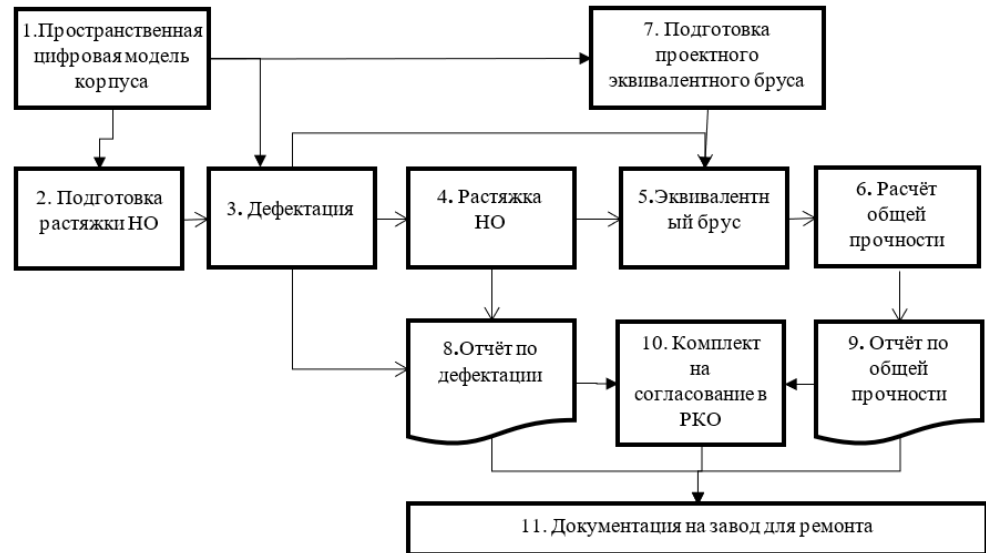 1.Пространственная
цифровая модель
корпуса
7. Подготовка
проектного
эквивалентного бруса
2. Подготовка
растяжки НО
3. Дефектация
4. Растяжка
НО
5.Эквивалентн
ый брус
6. Расчёт
общей
прочности
8.Отчёт по
дефектации
10. Комплект
на
согласование в
РКО
9. Отчёт по
общей
прочности
11. Документация на завод для ремонта